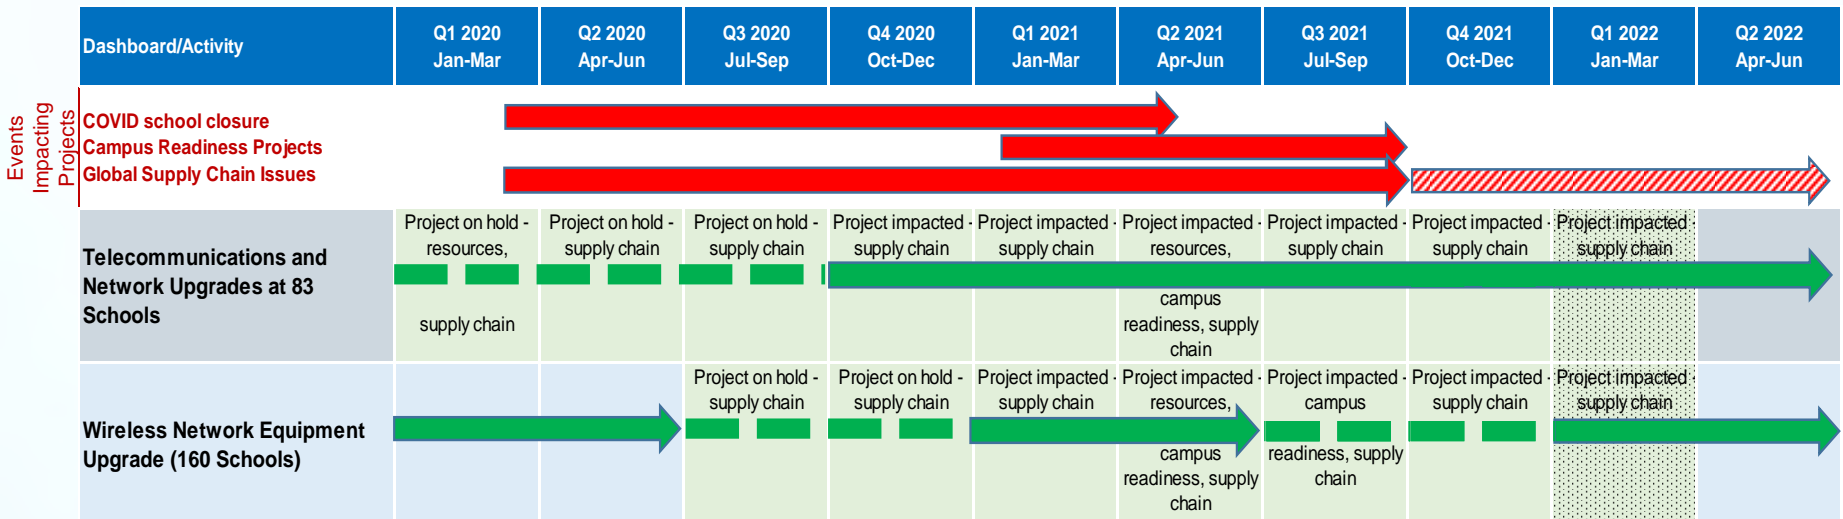 Dashboard/Activity
Q1 2020
Jan-Mar
Q2 2020
Apr-Jun
Q3 2020
Jul-Sep
Q4 2020
Oct-Dec
Q1 2021
Jan-Mar
Q2 2021
Apr-Jun
Q3 2021
Jul-Sep
Q4 2021
Oct-Dec
Q1 2022
Jan-Mar
Q2 2022
Apr-Jun
Events
Impacting
Projects
COVID school closure
Campus Readiness Projects
Global Supply Chain Issues
Telecommunications and
Network Upgrades at 83
Schools
Project on hold -
resources,
supply chain
Project on hold -
supply chain
Project on hold -
supply chain
Project impacted -
supply chain
Project impacted -
supply chain
Project impacted -
resources,
campus
readiness, supply
chain
Project impacted -
supply chain
Project impacted -
supply chain
Project impacted -
supply chain
Wireless Network Equipment
Upgrade (160 Schools)
Project on hold -
supply chain
Project on hold -
supply chain
Project impacted -
supply chain
Project impacted -
resources,
campus
readiness, supply
chain
Project impacted -
campus
readiness, supply
chain
Project impacted -
supply chain
Project impacted -
supply chain